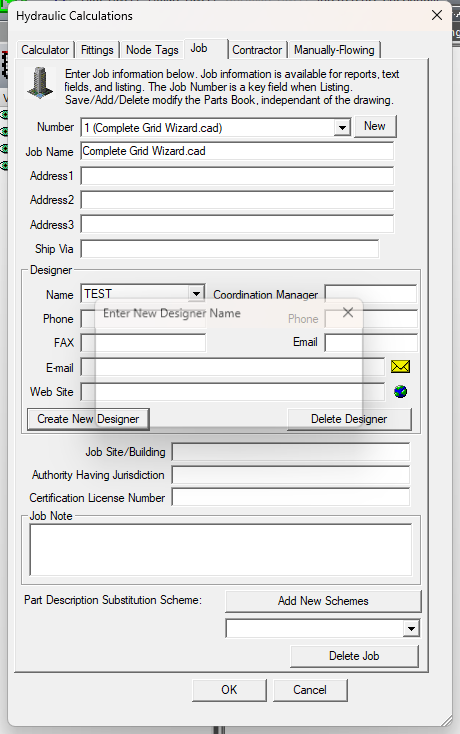 Hydraulic Calculations
Calculator Fittings Node Tags Job Contractor Manually-Flowing
Enter Job information below. Job information is available for reports, text
fields, and listing. The Job Number is a key field when Listing.
Save/Add/Delete modify the Parts Book, independant of the drawing.
Number 1 (Complete Grid Wizard.cad) New
Job Name Complete Grid Wizard.cad
Address1
Address2
Address3
Ship Via
Designer
Name TEST Coordination Manager
Enter New Designer Name
Phone Phone
FAX Email
E-mail
Web Site
Create New Designer Delete Designer
Job Site/Building
Authority Having Jurisdiction
Certification License Number
Job Note
Part Description Substitution Scheme: Add New Schemes
Delete Job
OK Cancel